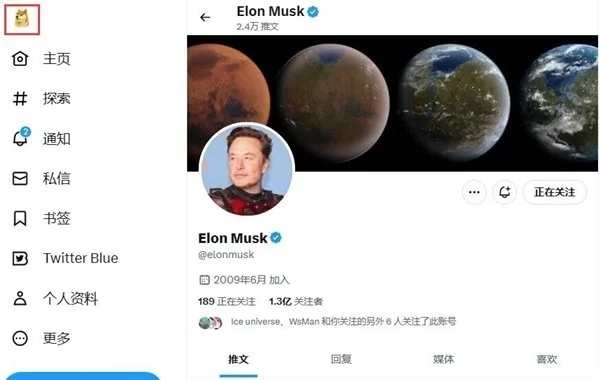 主页
探索
2
通知
私信
书签
Twitter Blue
个人资料
更多
Elon Musk
2.4万 推文
正在关注
Elon Musk
@elonmusk
2009年6月 加入
189 正在关注 1.3亿 关注者
Ice universe、WsMan 和你关注的另外 6 人关注了此账号
推文 回复 媒体 喜欢